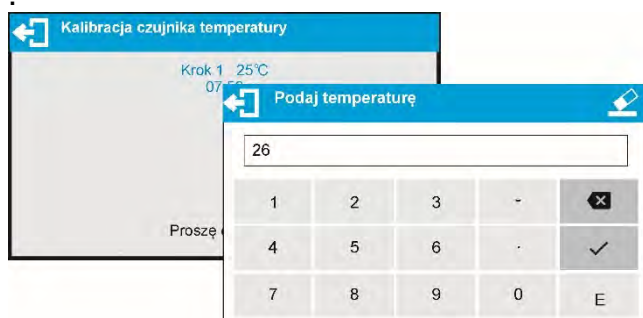 Kalibracja czujnika temperatury
Krok 1 25°C
Proszę
Podaj temperaturę
26
1 2 3 - 
4 5 6 .
7 8 9 0 E